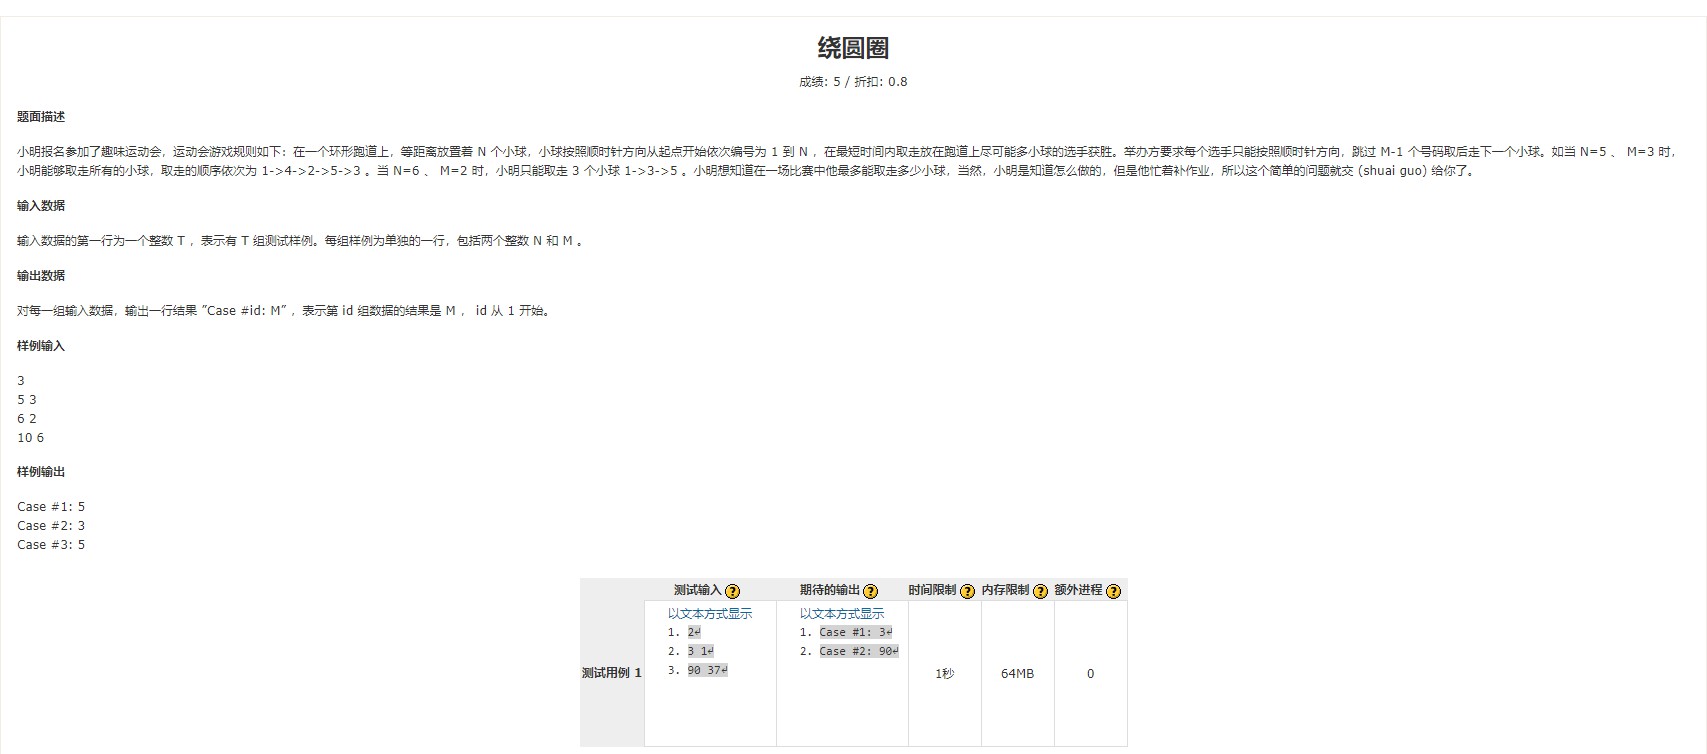 绕圆圈
成绩: 5 / 折扣: 0.8
题面描述
小明报名参加了趣味运动会，运动会游戏规则如下：在一个环形跑道上，等距离放置着 N 个小球，小球按照顺时针方向从起点开始依次编号为 1 到 N ，在最短时间内取走放在跑道上尽可能多小球的选手获胜。举办方要求每个选手只能按照顺时针方向，跳过 M-1 个号码取后走下一个小球。如当 N=5 、 M=3 时，
小明能够取走所有的小球，取走的顺序依次为 1->4->2->5->3 。当 N=6 、 M=2 时，小明只能取走 3 个小球 1->3->5 。小明想知道在一场比赛中他最多能取走多少小球，当然，小明是知道怎么做的，但是他忙着补作业，所以这个简单的问题就交 (shuai guo) 给你了。
输入数据
输入数据的第一行为一个整数 T ，表示有 T 组测试样例。每组样例为单独的一行，包括两个整数 N 和 M 。
输出数据
对每一组输入数据，输出一行结果 “Case #id: M” ，表示第 id 组数据的结果是 M ， id 从 1 开始。
样例输入
3
5 3
6 2
10 6
样例输出
Case #1: 5
Case #2: 3
Case #3: 5
测试输入 ? 期待的输出 ? 时间限制 ? 内存限制 ? 额外进程 ?
测试用例 1 以文本方式显示 以文本方式显示 1秒 64MB 0
1. 2↵ 1. Case #1: 3↵
2. 3 1↵ 2. Case #2: 90↵
3. 90 37↵